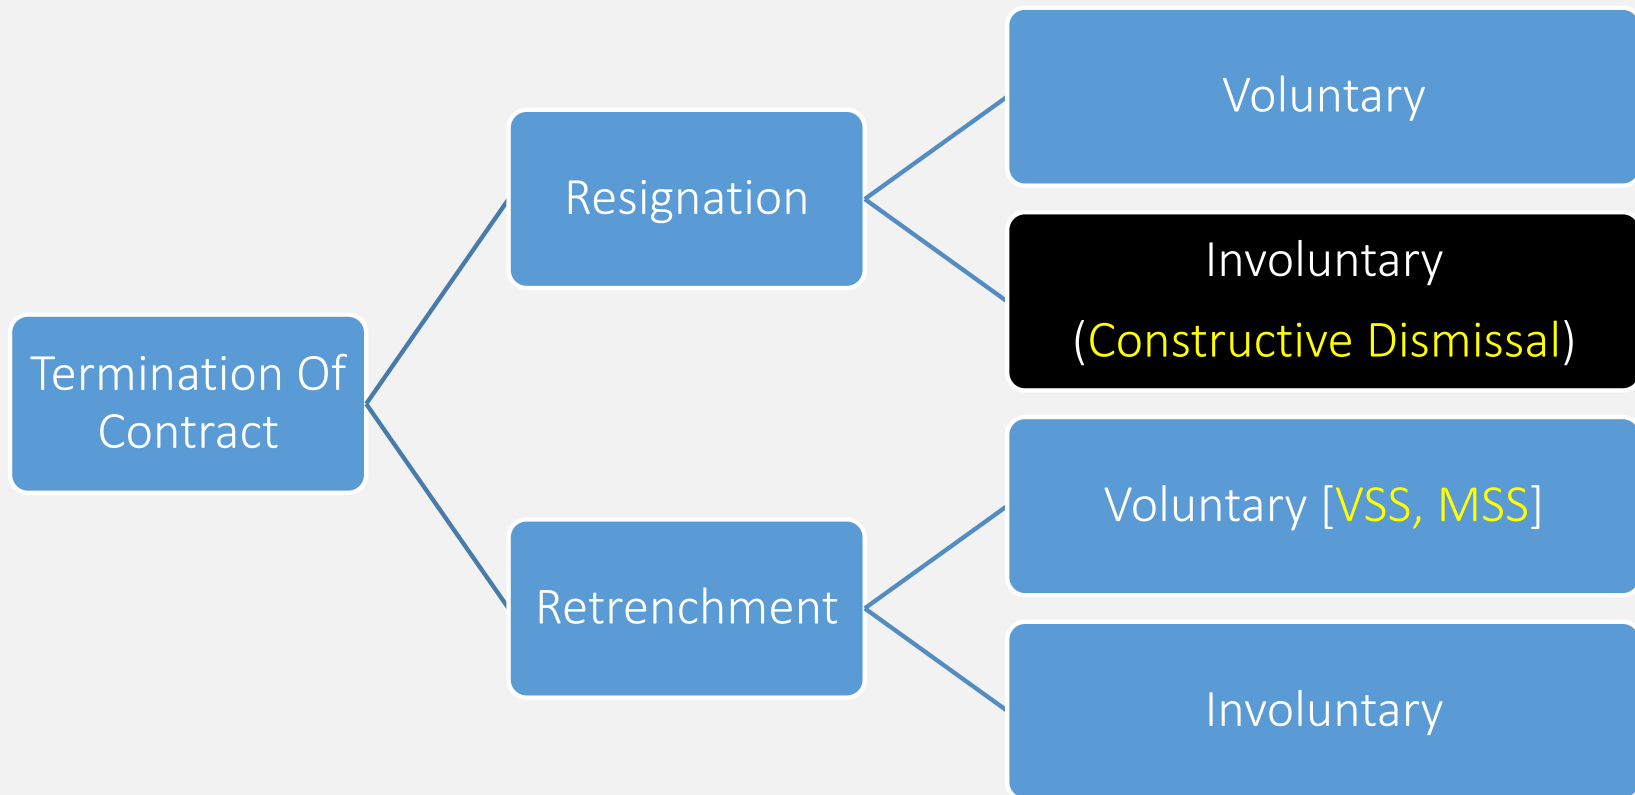 Termination Of
Contract
Resignation
Voluntary
Involuntary
(Constructive Dismissal)
Retrenchment
Voluntary [VSS, MSS]
Involuntary